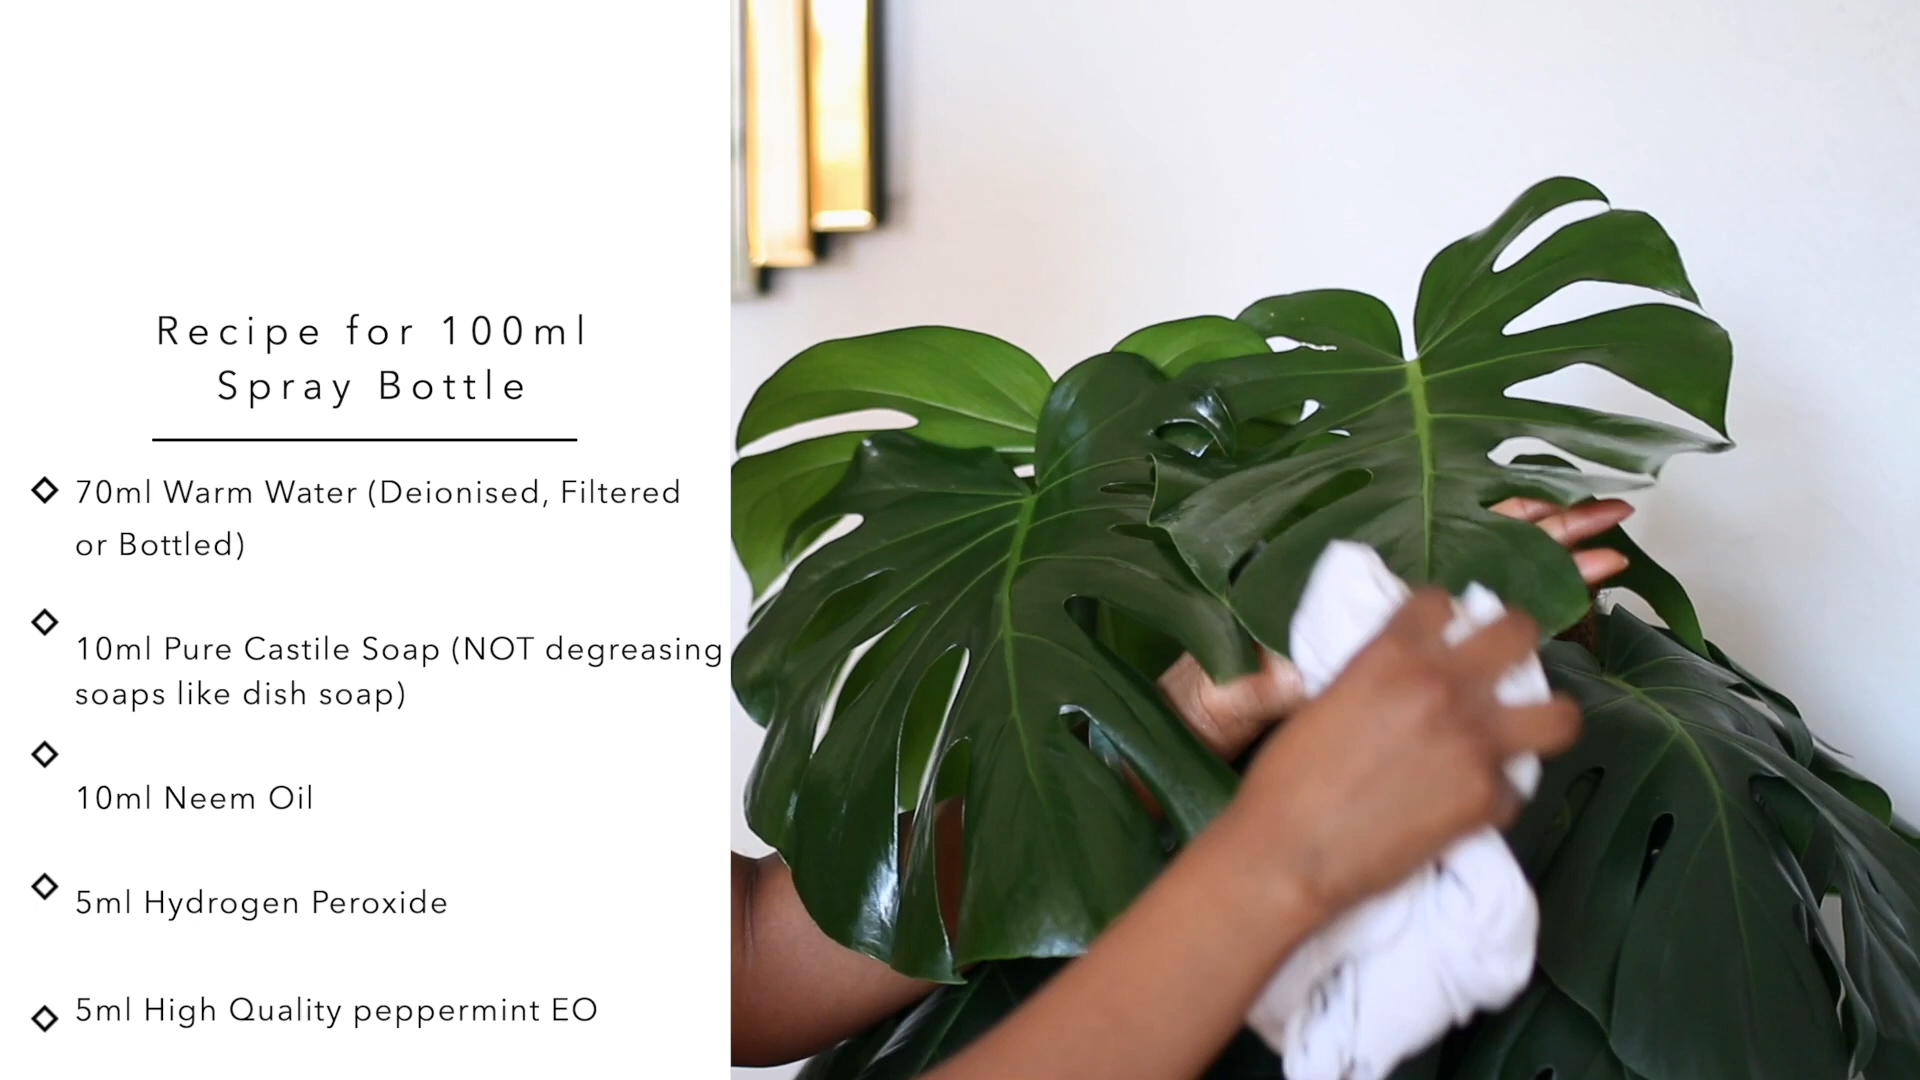 Recipe for 100ml
Spray Bottle
70ml Warm Water (Deionised, Filtered
or Bottled)
10ml Pure Castile Soap (NOT degreasing
soaps like dish soap)
10ml Neem Oil
5ml Hydrogen Peroxide
5ml High Quality peppermint EO